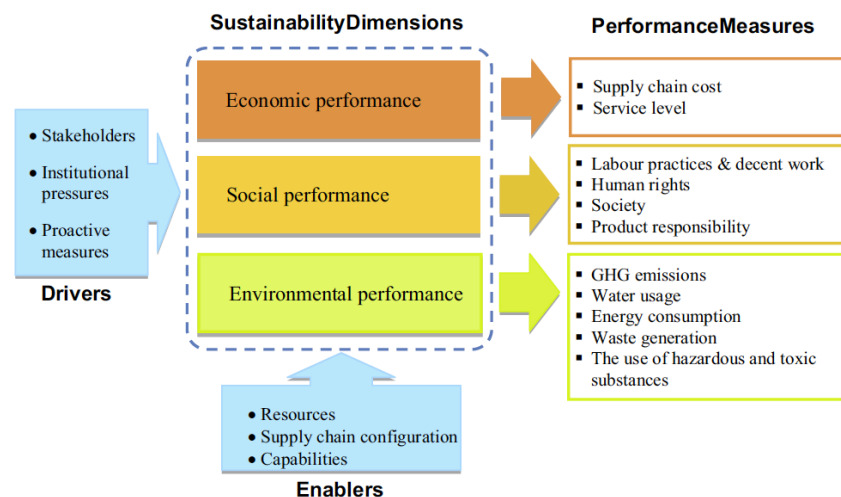 SustainabilityDimensions
PerformanceMeasures
Economic performance
Supply chain cost
Service level
Stakeholders
Institutional
pressures
Proactive
measures
Drivers
Social performance
Labour practices & decent work
Human rights
Society
Product responsibility
Environmental performance
GHG emissions
Water usage
Energy consumption
Waste generation
The use of hazardous and toxic
substances
Resources
Supply chain configuration
Capabilities
Enablers